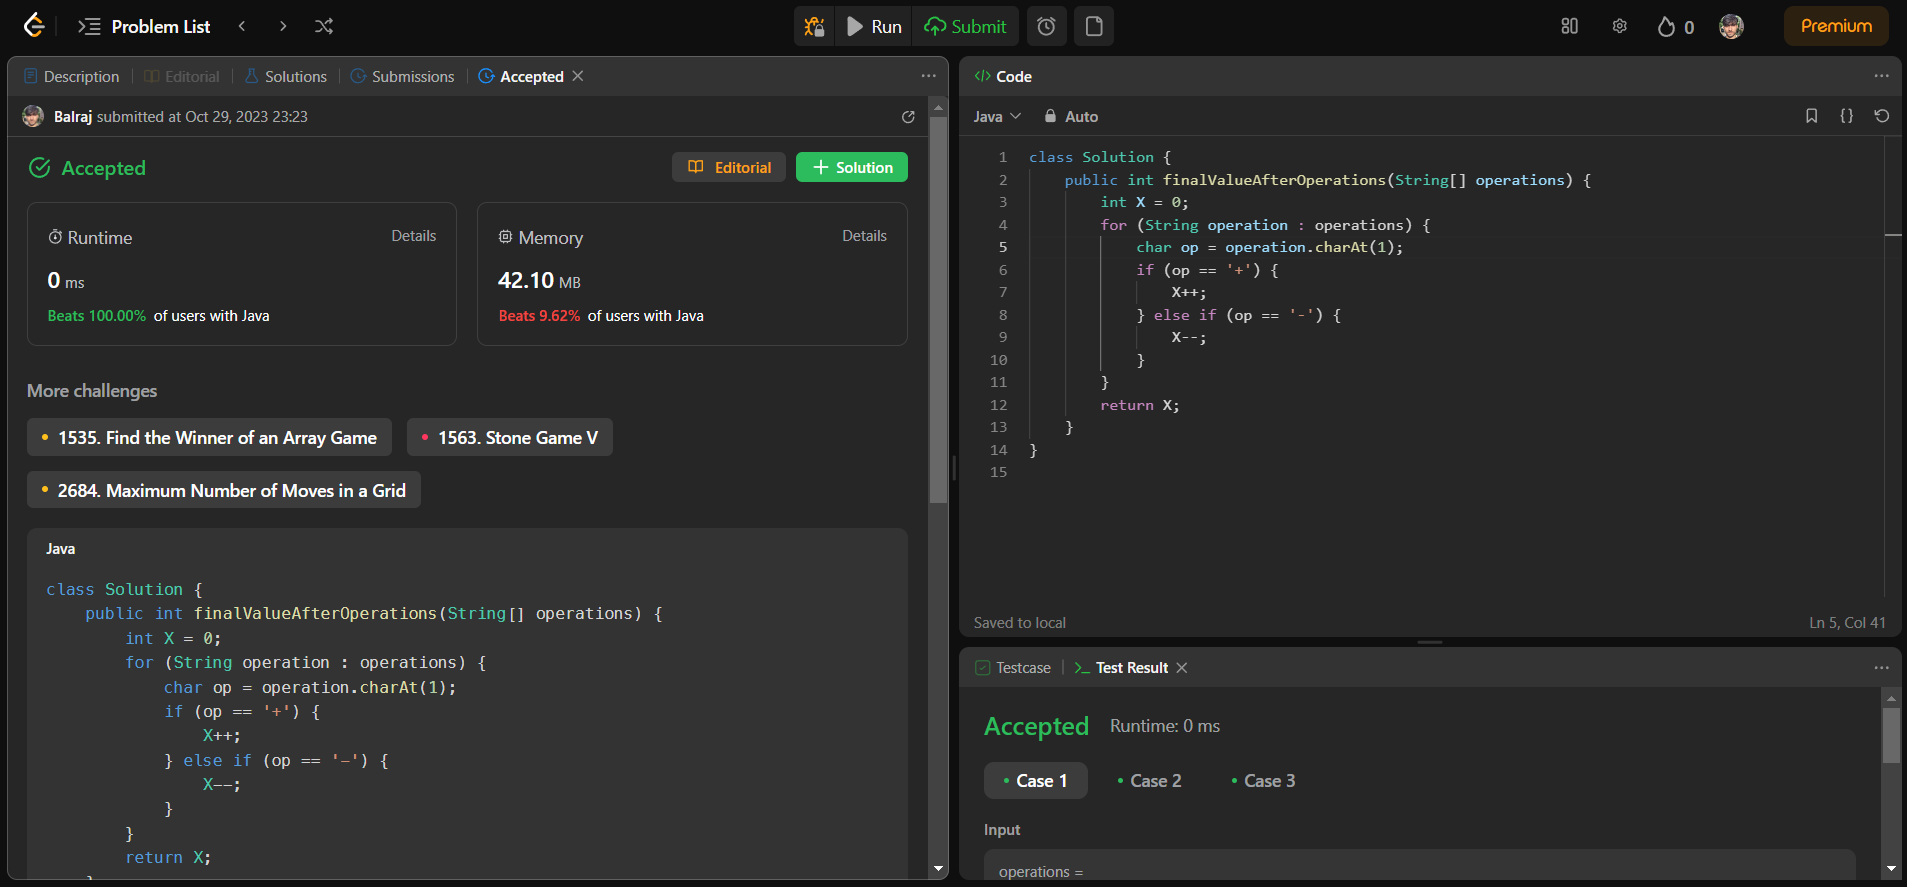 Problem List
Run
Submit
0
Premium
Description
Editorial
Solutions
Submissions
Accepted
Balraj submitted at Oct 29, 2023 23:23
Accepted
Editorial
Solution
Runtime
Details
0 ms
Beats 100.00% of users with Java
Memory
Details
42.10 MB
Beats 9.62% of users with Java
More challenges
1535. Find the Winner of an Array Game
1563. Stone Game V
2684. Maximum Number of Moves in a Grid
Java
class Solution {
    public int finalValueAfterOperations(String[] operations) {
        int X = 0;
        for (String operation : operations) {
            char op = operation.charAt(1);
            if (op == '+') {
                X++;
            } else if (op == '-') {
                X--;
            }
        }
        return X;
    }
</> Code
Java
Auto
1 class Solution {
2     public int finalValueAfterOperations(String[] operations) {
3         int X = 0;
4         for (String operation : operations) {
5             char op = operation.charAt(1);
6             if (op == '+') {
7                 X++;
8             } else if (op == '-') {
9                 X--;
10             }
11         }
12         return X;
13     }
14 }
15
Saved to local
Ln 5, Col 41
Testcase
Test Result
Accepted
Runtime: 0 ms
Case 1
Case 2
Case 3
Input
operations =